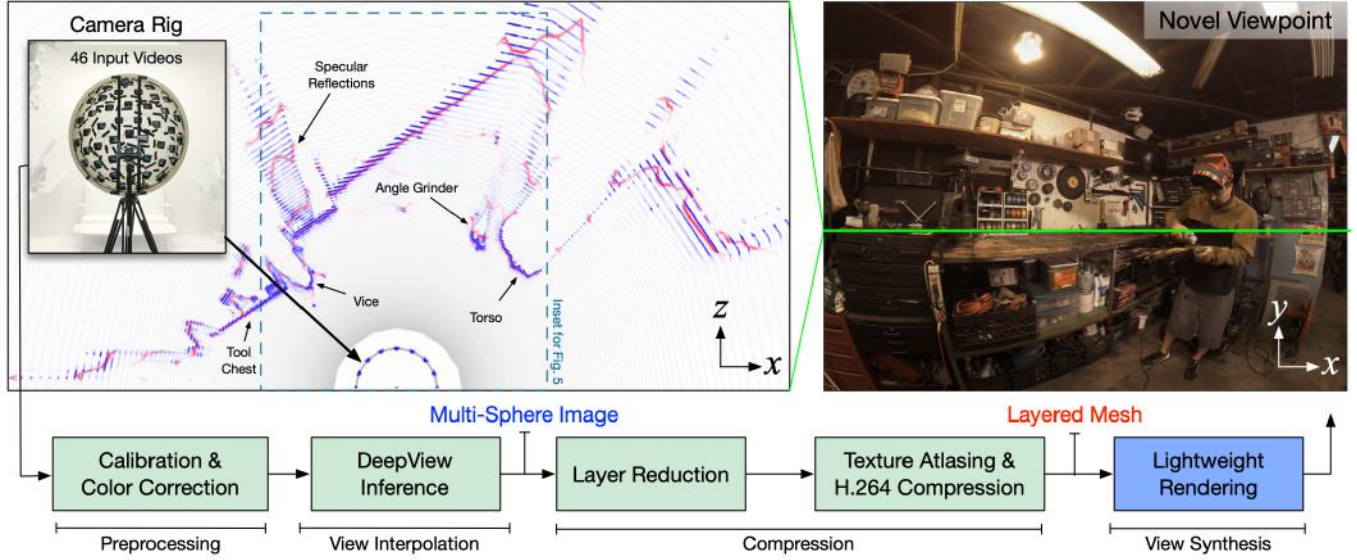 Camera Rig
46 Input Videos
Specular
Reflections
Angle Grinder
Vice
Torso
Tool
Chest
Inset for Fig. 5
z
x
Novel Viewpoint
y
x
Multi-Sphere Image
Layered Mesh
Calibration &
Color Correction
DeepView
Inference
Layer Reduction
Texture Atlasing &
H.264 Compression
Lightweight
Rendering
Preprocessing
View Interpolation
Compression
View Synthesis